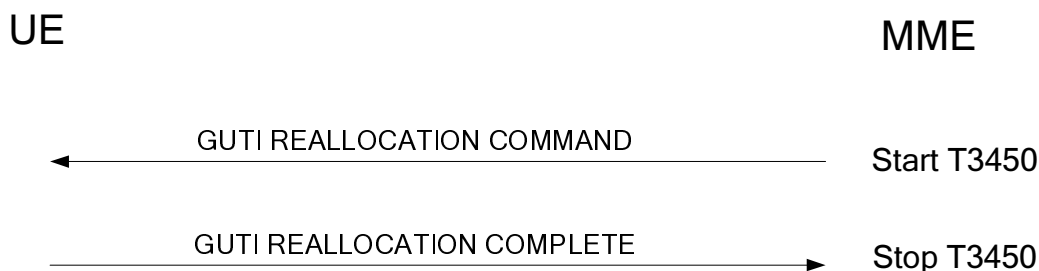 UE
MME
GUTI REALLOCATION COMMAND
Start T3450
GUTI REALLOCATION COMPLETE
Stop T3450